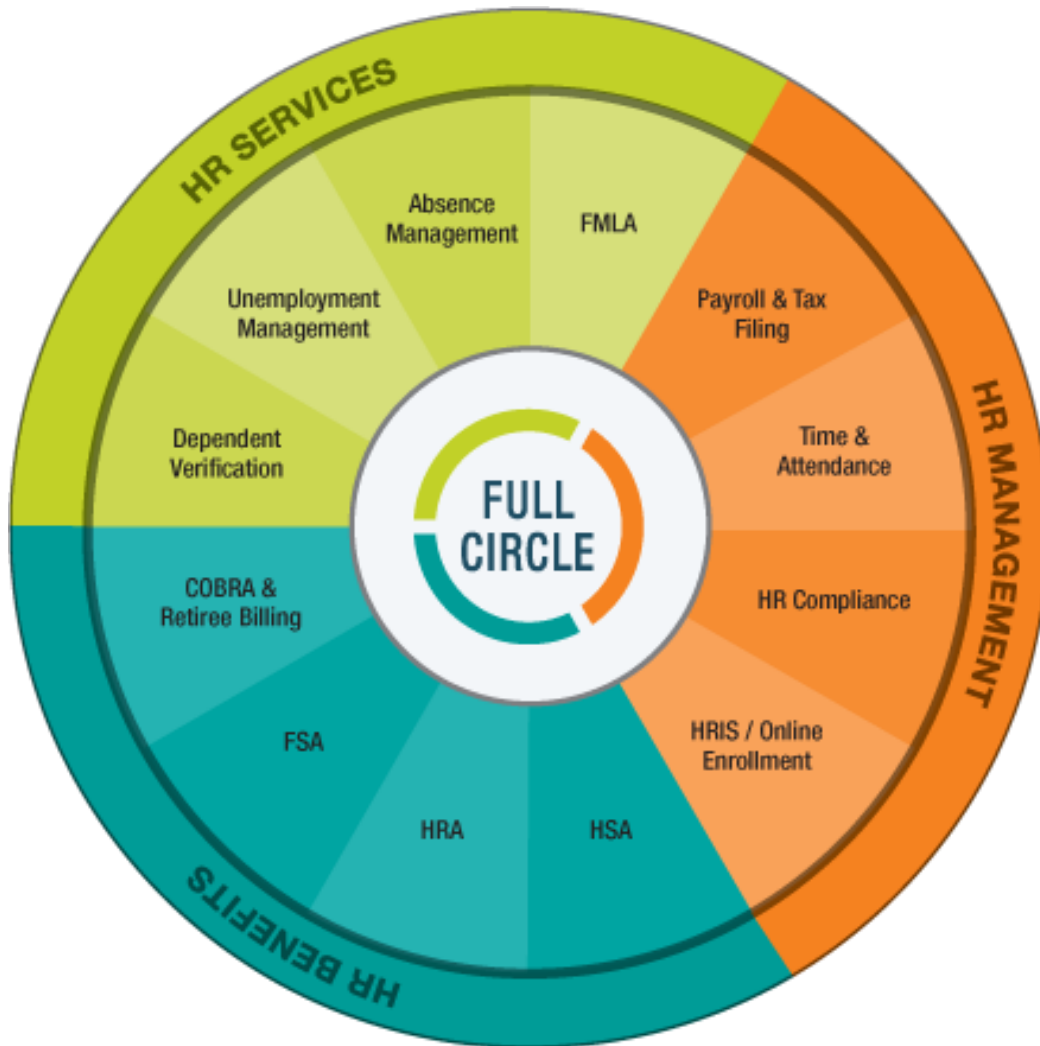 HR SERVICES
Absence
Management
FMLA
Unemployment
Management
Dependent
Verification
HR MANAGEMENT
Payroll & Tax
Filing
Time &
Attendance
HR Compliance
HRIS / Online
Enrollment
HR BENEFITS
COBRA &
Retiree Billing
FSA
HRA
HSA
FULL
CIRCLE